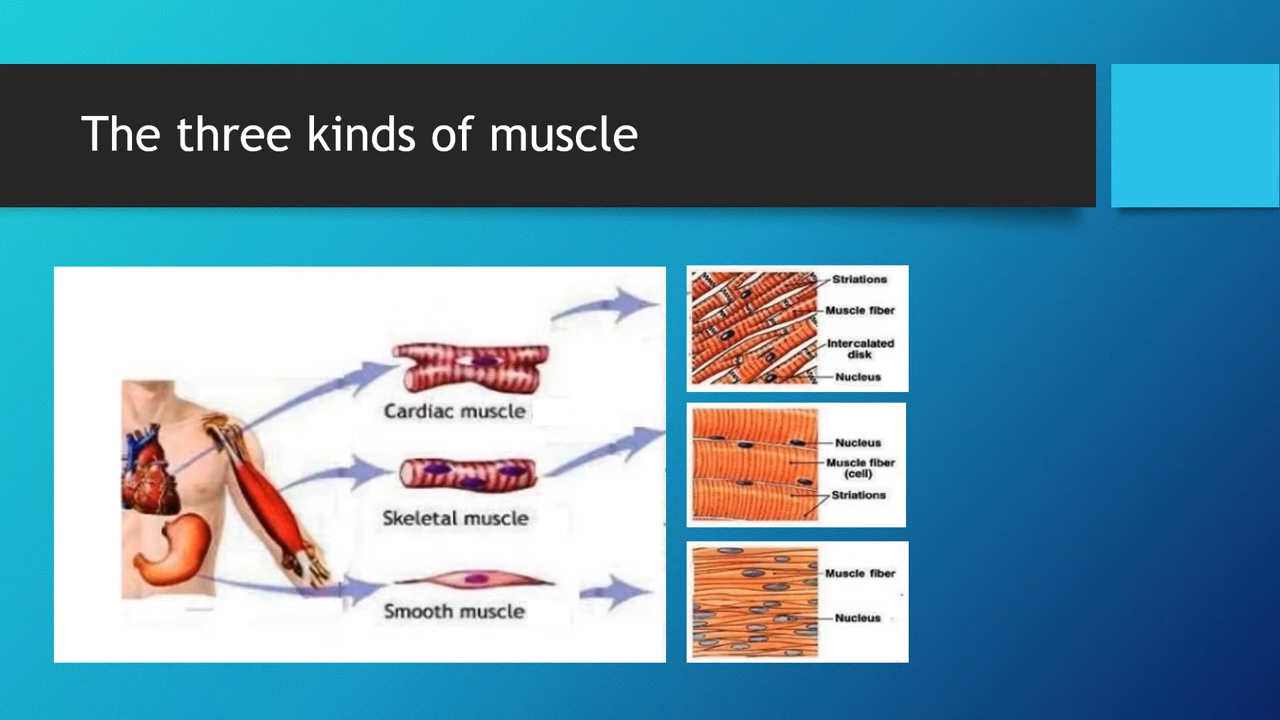 The three kinds of muscle
Cardiac muscle
Skeletal muscle
Smooth muscle
Striations
Muscle fiber
Intercalated
disk
Nucleus
Nucleus
Muscle fiber
(cell)
Striations
Muscle fiber
Nucleus